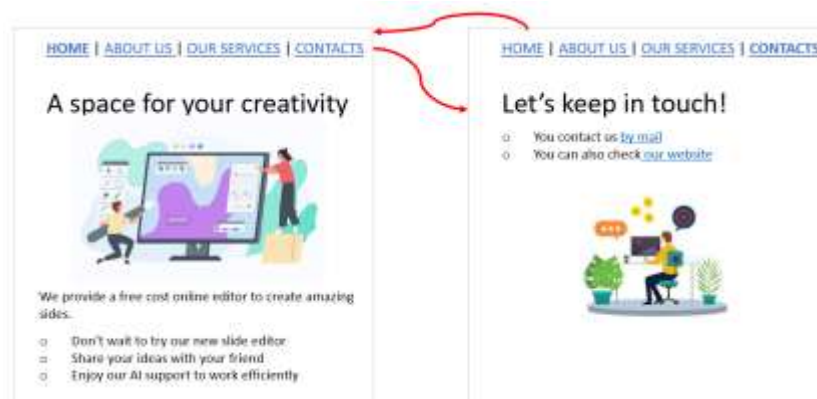 HOME | ABOUT US | OUR SERVICES | CONTACTS
A space for your creativity
We provide a free cost online editor to create amazing
sides.
o Don't wait to try our new slide editor
o Share your ideas with your friend
o Enjoy our AI support to work efficiently
HOME | ABOUT US | OUR SERVICES | CONTACTS
Let's keep in touch!
o You contact us by mail
o You can also check our website